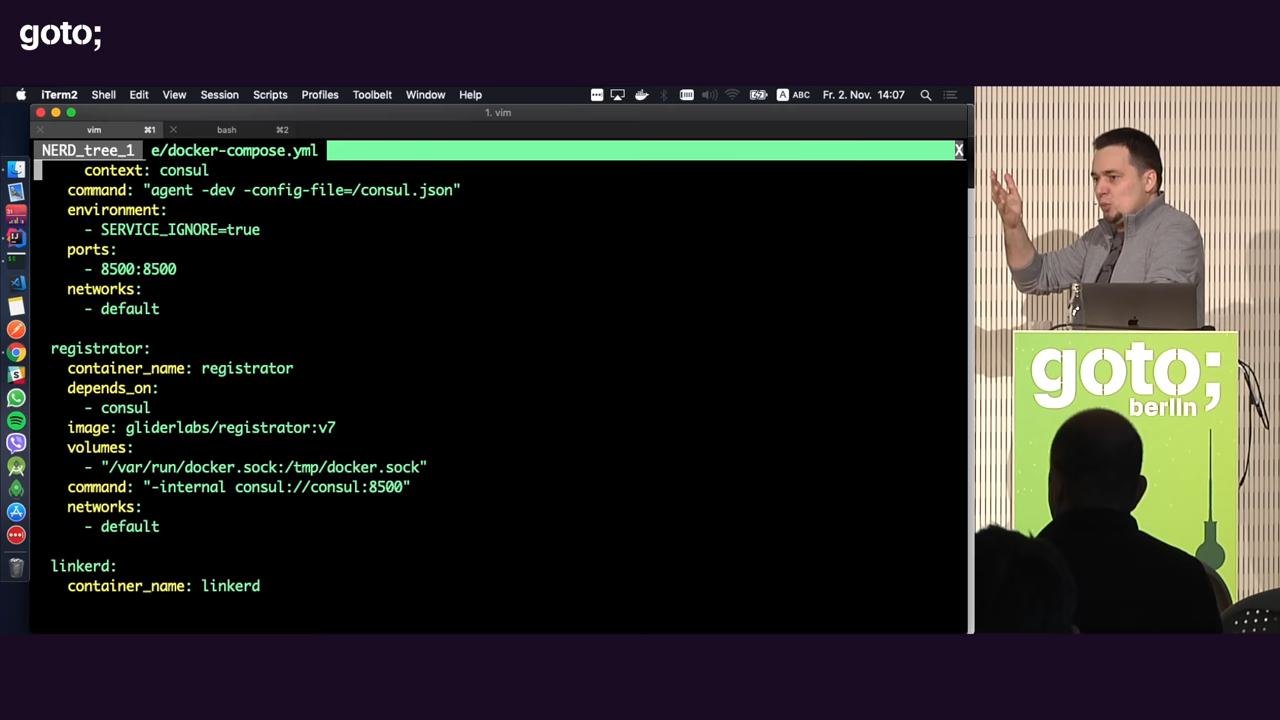 goto;
iTerm2 Shell Edit View Session Scripts Profiles Toolbelt Window Help A ABC Fr. 2. Nov. 14:07
1. vim
vim ⌘1 bash ⌘2
NERD_tree_1 e/docker-compose.yml X
context: consul
command: "agent -dev -config-file=/consul.json"
environment:
- SERVICE_IGNORE=true
ports:
- 8500:8500
networks:
- default
registrator:
container_name: registrator
depends_on:
- consul
image: gliderlabs/registrator:v7
volumes:
- "/var/run/docker.sock:/tmp/docker.sock"
command: "-internal consul://consul:8500"
networks:
- default
linkerd:
container_name: linkerd
goto;
berlin